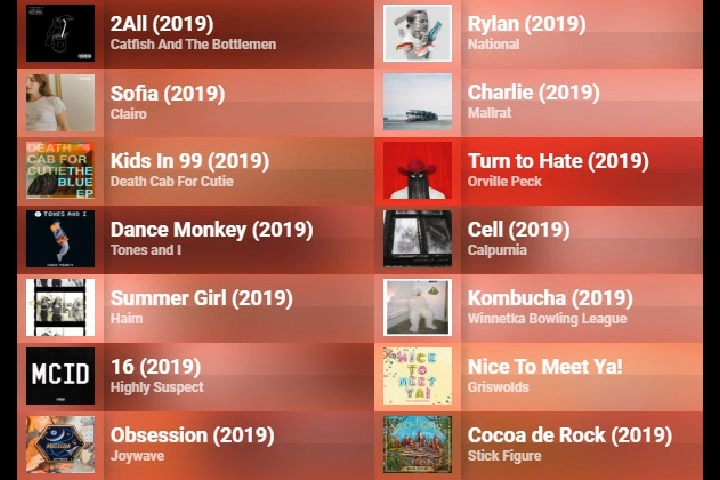 2All (2019)
Catfish And The Bottlemen
Sofia (2019)
Clairo
DEATH
CAB FOR
CUTIE THE
BLUE
EP
Kids In 99 (2019)
Death Cab For Cutie
TONES AND I
Dance Monkey (2019)
Tones and I
Summer Girl (2019)
Haim
MCID
16 (2019)
Highly Suspect
Obsession (2019)
Joywave
Rylan (2019)
National
Charlie (2019)
Mallrat
Turn to Hate (2019)
Orville Peck
Cell (2019)
Calpurnia
Kombucha (2019)
Winnetka Bowling League
NICE
TO
MEET
YA!
Nice To Meet Ya!
Griswolds
Cocoa de Rock (2019)
Stick Figure